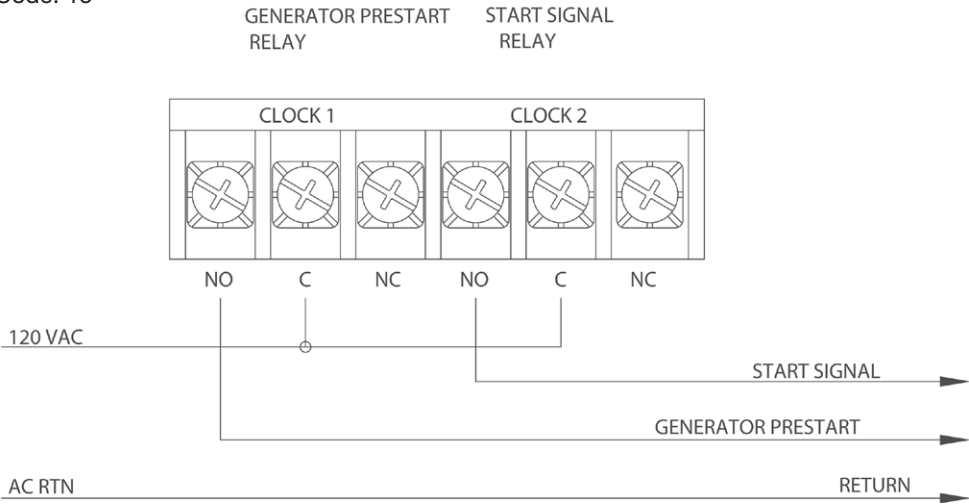 GENERATOR PRESTART RELAY
START SIGNAL RELAY
CLOCK 1 CLOCK 2
NO C NC NO C NC
120 VAC
START SIGNAL
GENERATOR PRESTART
AC RTN RETURN